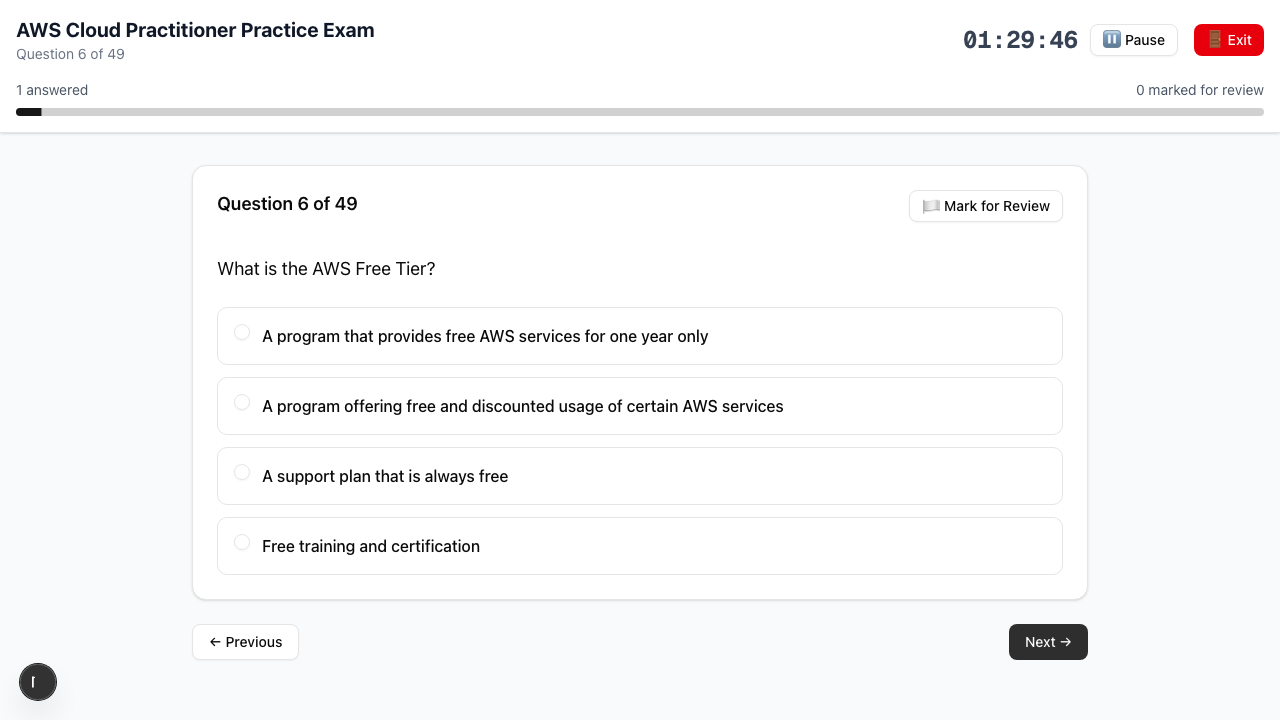 AWS Cloud Practitioner Practice Exam
Question 6 of 49
01:29:46
Pause
Exit
1 answered
0 marked for review
Question 6 of 49
Mark for Review
What is the AWS Free Tier?
A program that provides free AWS services for one year only
A program offering free and discounted usage of certain AWS services
A support plan that is always free
Free training and certification
← Previous
Next →